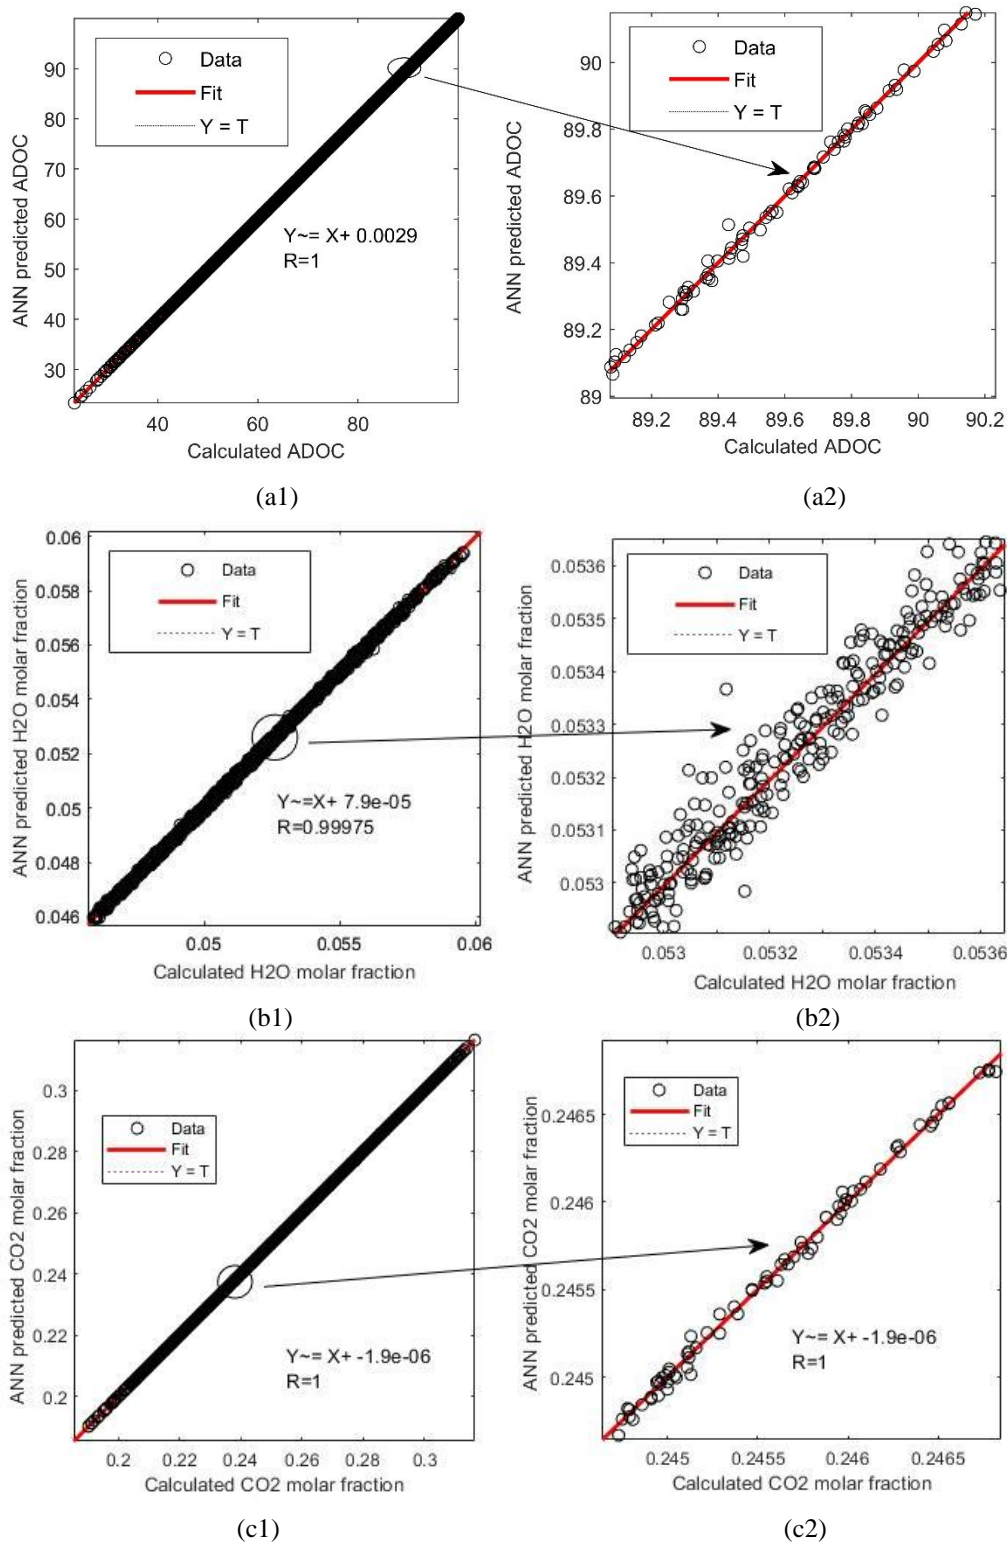 ANN predicted ADOC
90
80
70
60
50
40
30
Data
Fit
Y = T
Y~= X+ 0.0029
R=1
40
60
80
Calculated ADOC
(a1)
ANN predicted ADOC
90
89.8
89.6
89.4
89.2
89
Data
Fit
Y = T
89.2
89.4
89.6
89.8
90
90.2
Calculated ADOC
(a2)
ANN predicted H2O molar fraction
0.06
0.058
0.056
0.054
0.052
0.05
0.048
0.046
Data
Fit
Y = T
Y~=X+ 7.9e-05
R=0.99975
0.05
0.055
0.06
Calculated H2O molar fraction
(b1)
ANN predicted H2O molar fraction
0.0536
0.0535
0.0534
0.0533
0.0532
0.0531
0.053
Data
Fit
Y = T
0.053
0.0532
0.0534
0.0536
Calculated H2O molar fraction
(b2)
ANN predicted CO2 molar fraction
0.3
0.28
0.26
0.24
0.22
0.2
Data
Fit
Y = T
Y~= X+ -1.9e-06
R=1
0.2
0.22
0.24
0.26
0.28
0.3
Calculated CO2 molar fraction
(c1)
ANN predicted CO2 molar fraction
0.2465
0.246
0.2455
0.245
Data
Fit
Y = T
Y~= X+ -1.9e-06
R=1
0.245
0.2455
0.246
0.2465
Calculated CO2 molar fraction
(c2)